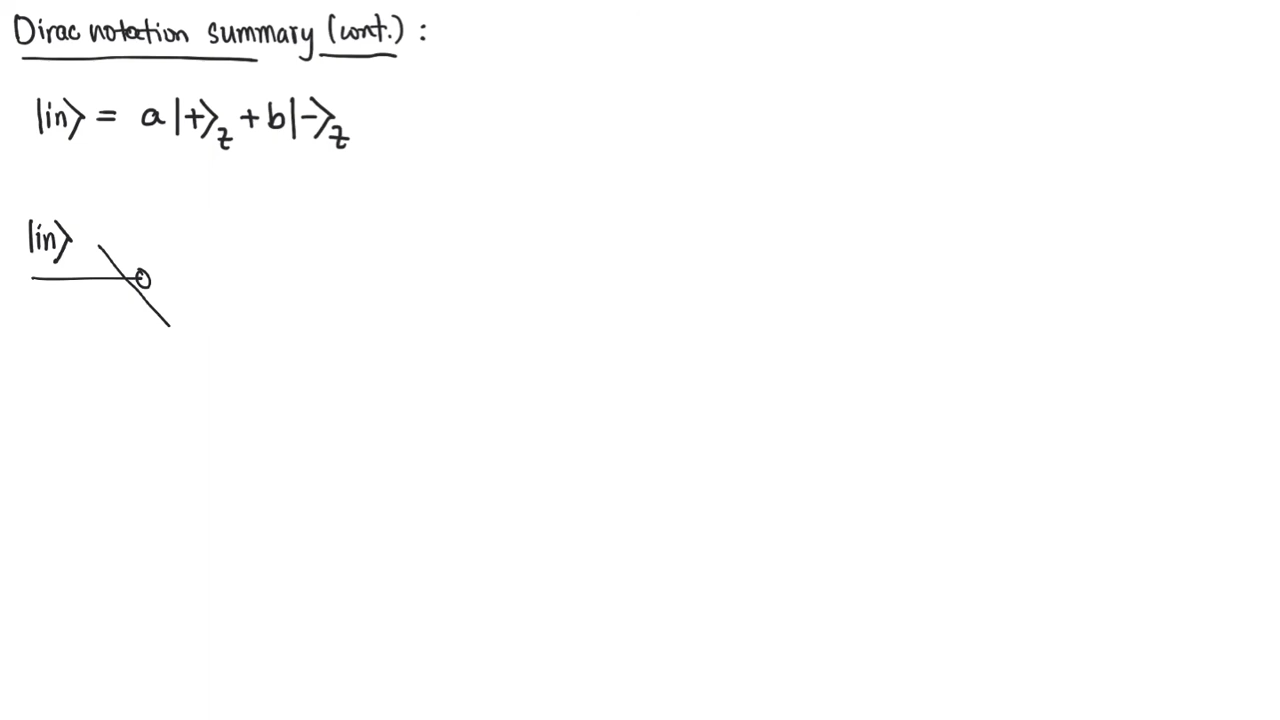 Dirac notation summary (cont.) :
|in⟩ = a |+⟩z + b |-⟩z
|in⟩